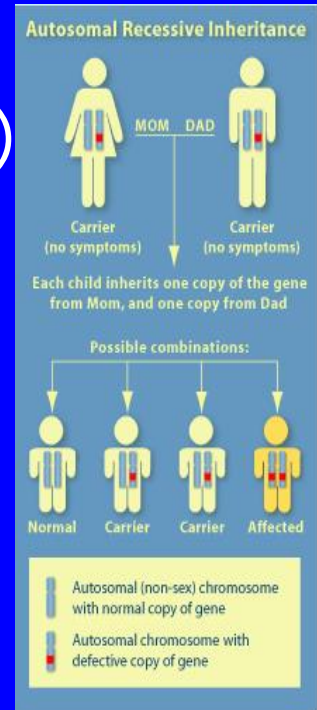 Autosomal Recessive Inheritance
MOM DAD
Carrier
(no symptoms)
Carrier
(no symptoms)
Each child inherits one copy of the gene
from Mom, and one copy from Dad
Possible combinations:
Normal Carrier Carrier Affected
Autosomal (non-sex) chromosome
with normal copy of gene
Autosomal chromosome with
defective copy of gene